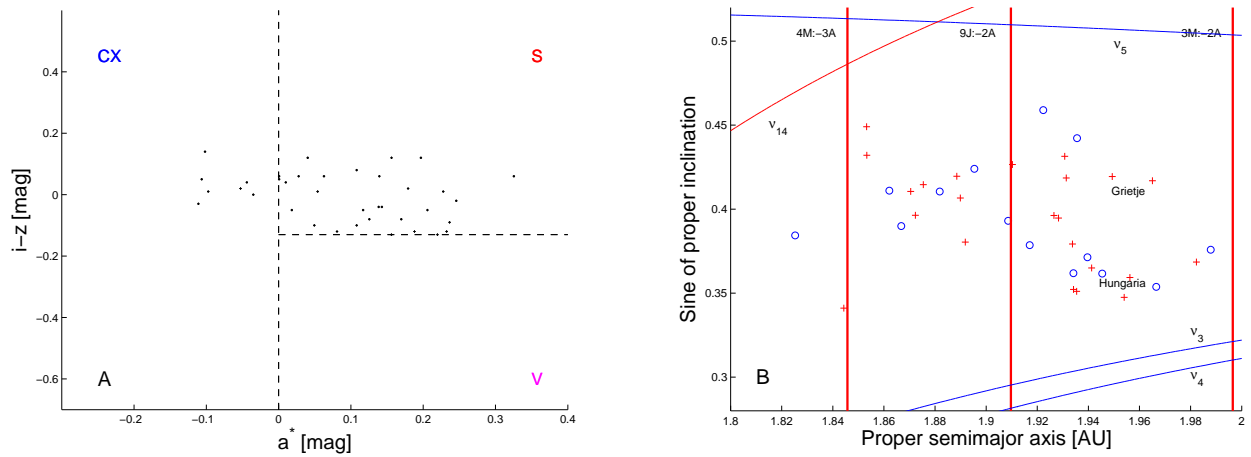 CX
S
0.4
0.2
0
−0.2
−0.4
−0.6
i−z [mag]
A
V
−0.2
−0.1
0
0.1
0.2
0.3
0.4
a* [mag]
4M:−3A
9J:−2A
3M:−2A
ν5
ν14
Grietje
Hungaria
ν3
ν4
B
0.5
0.45
0.4
0.35
0.3
Sine of proper inclination
1.8
1.82
1.84
1.86
1.88
1.9
1.92
1.94
1.96
1.98
2
Proper semimajor axis [AU]